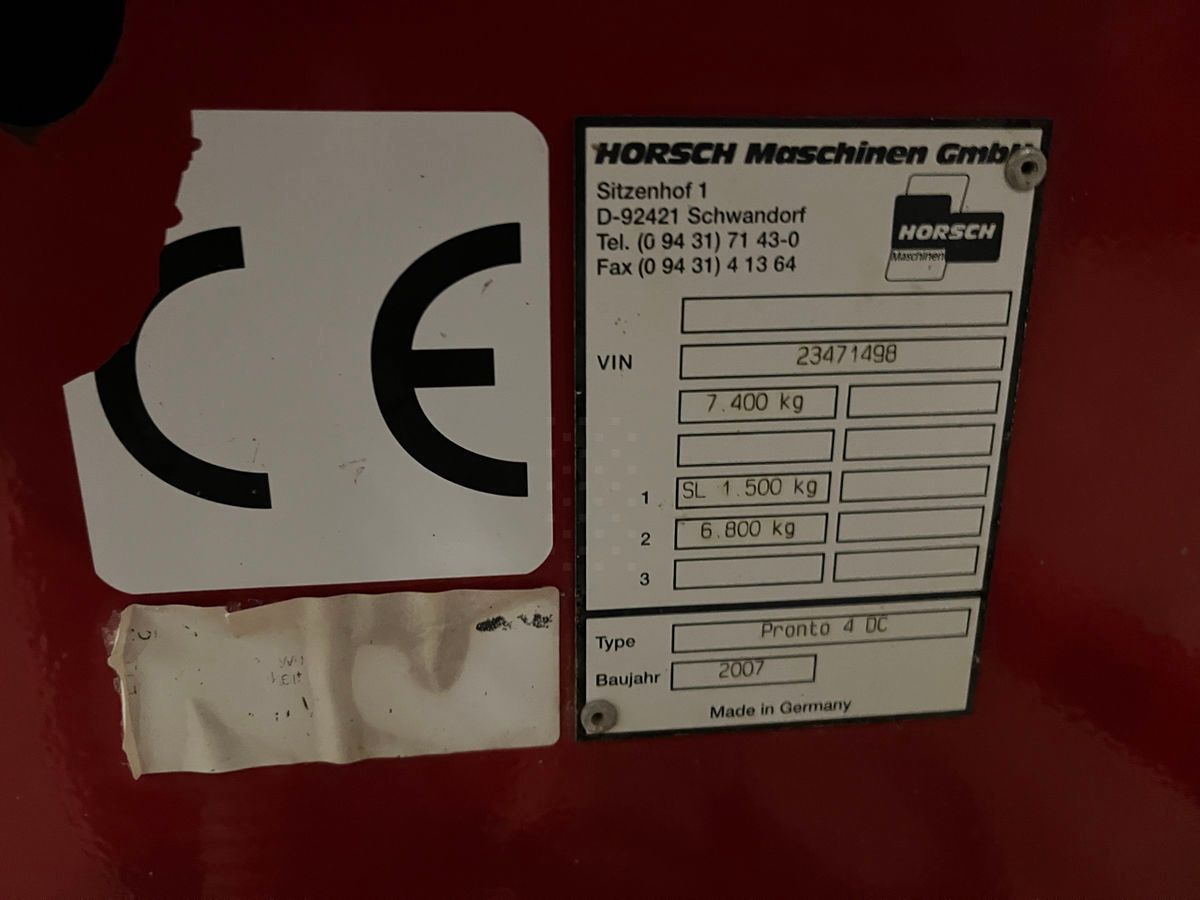 CE
HORSCH Maschinen GmbH
Sitzenhof 1
D-92421 Schwandorf
Tel. (0 94 31) 71 43-0
Fax (0 94 31) 4 13 64
HORSCH
Maschinen
VIN 23471498
7.400 kg
1 SL 1.500 kg
2 6.800 kg
3
Type Pronto 4 DC
Baujahr 2007
Made in Germany